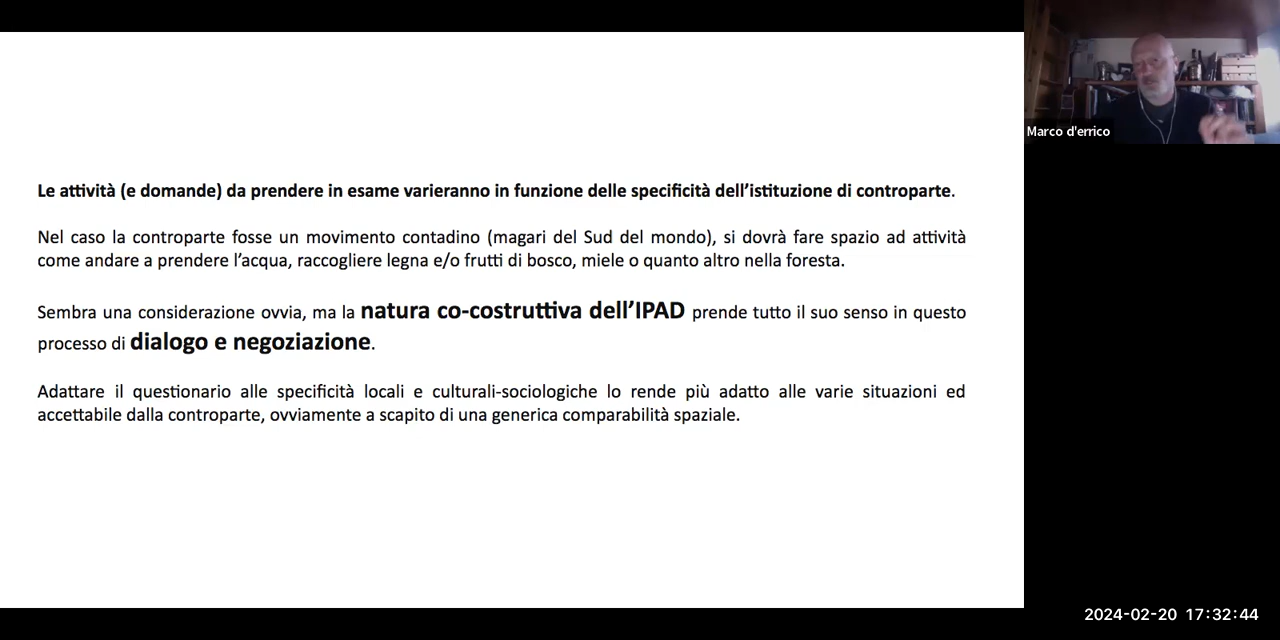 Marco d'errico
Le attività (e domande) da prendere in esame varieranno in funzione delle specificità dell’istituzione di controparte.
Nel caso la controparte fosse un movimento contadino (magari del Sud del mondo), si dovrà fare spazio ad attività
come andare a prendere l’acqua, raccogliere legna e/o frutti di bosco, miele o quanto altro nella foresta.
Sembra una considerazione ovvia, ma la natura co-costruttiva dell’IPAD prende tutto il suo senso in questo
processo di dialogo e negoziazione.
Adattare il questionario alle specificità locali e culturali-sociologiche lo rende più adatto alle varie situazioni ed
accettabile dalla controparte, ovviamente a scapito di una generica comparabilità spaziale.
2024-02-20 17:32:44